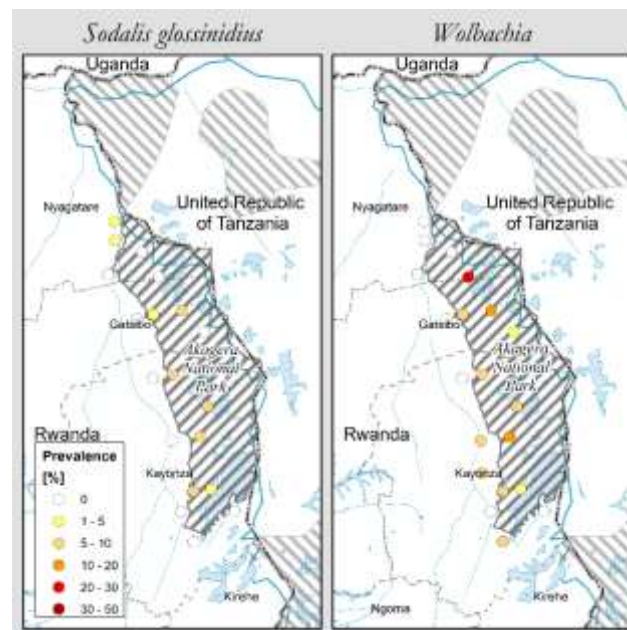 Sodalis glossinidius
Uganda
Nyagatare
United Republic
of Tanzania
Gatsibo
Akagera
National
Park
Rwanda
Prevalence
[%]
0
1 - 5
5 - 10
10 - 20
20 - 30
30 - 50
Kayonza
Kirehe
Wolbachia
Uganda
Nyagatare
United Republic
of Tanzania
Gatsibo
Akagera
National
Park
Rwanda
Kayonza
Kirehe
Ngoma